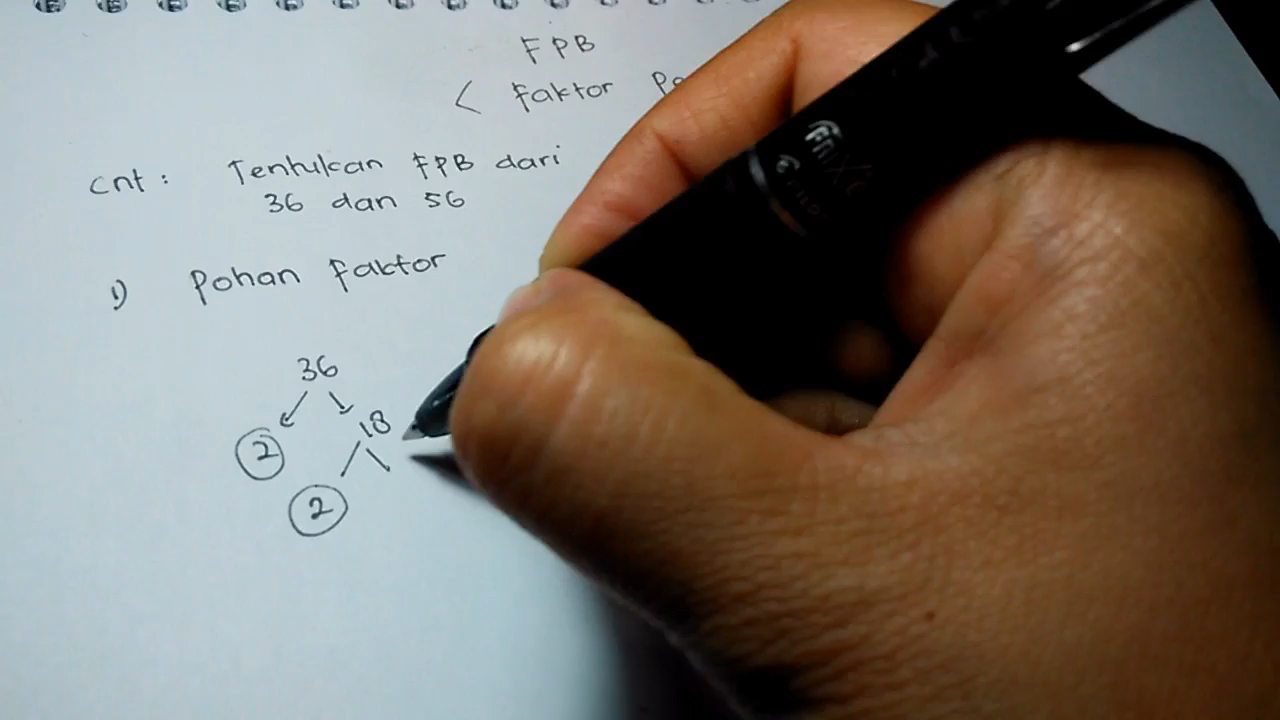 FPB
< faktor
cnt : Tentukan FPB dari
36 dan 56
1) Pohan faktor
36
2 18
2